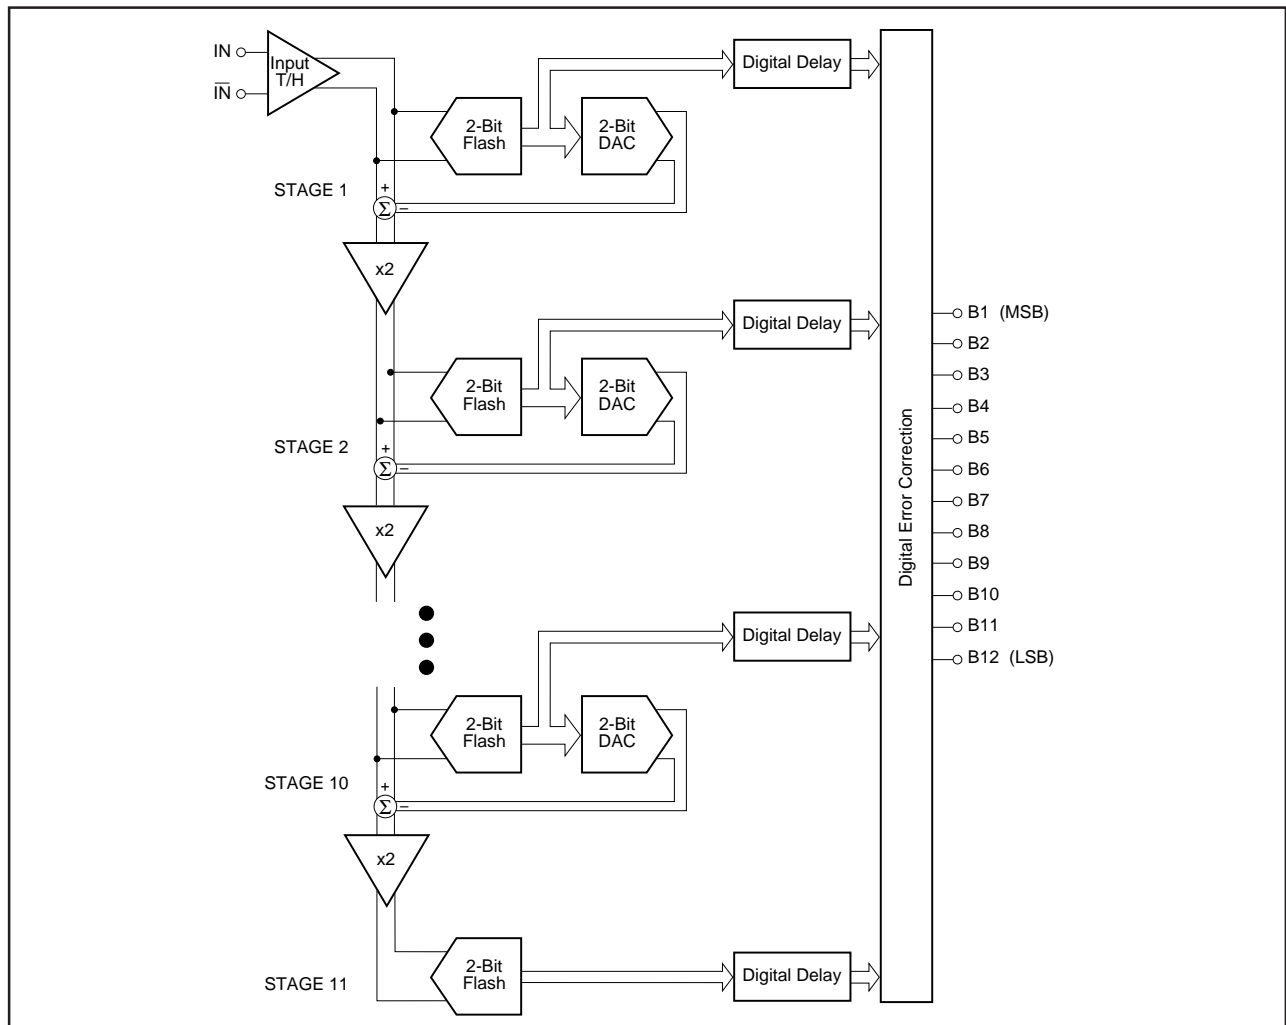 IN
Input
T/H
IN
Digital Delay
2-Bit
Flash
2-Bit
DAC
STAGE 1
+
Σ
–
x2
Digital Delay
2-Bit
Flash
2-Bit
DAC
STAGE 2
+
Σ
–
x2
Digital Delay
2-Bit
Flash
2-Bit
DAC
STAGE 10
+
Σ
–
x2
2-Bit
Flash
Digital Delay
STAGE 11
Digital Error Correction
B1 (MSB)
B2
B3
B4
B5
B6
B7
B8
B9
B10
B11
B12 (LSB)